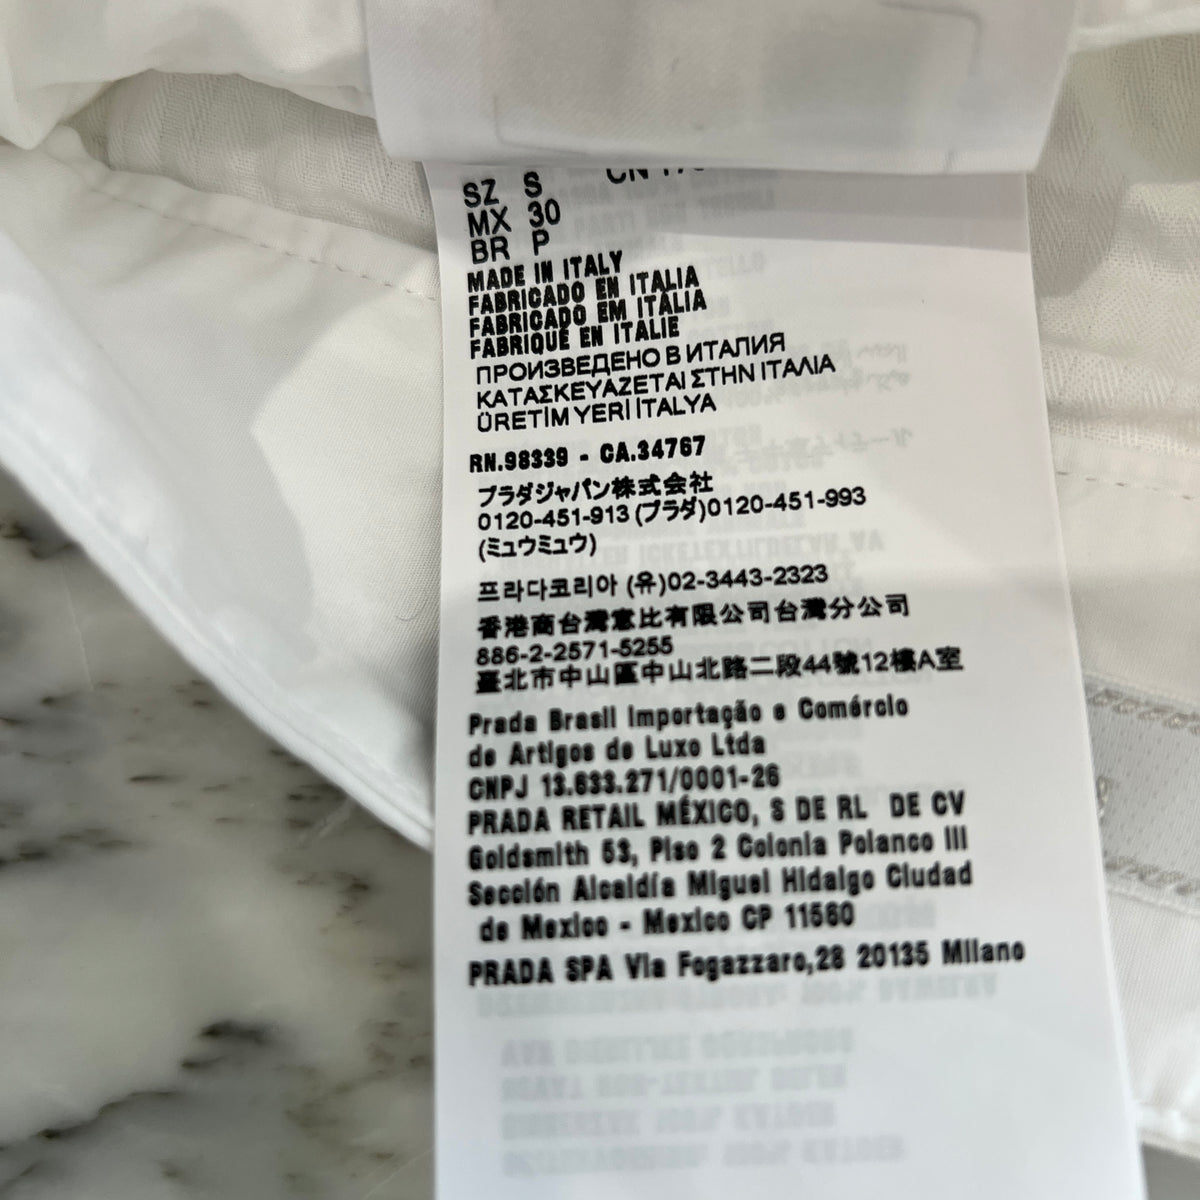 SZ S
MX 30
BR P
MADE IN ITALY
FABRICADO EN ITALIA
FABRICADO EM ITÁLIA
FABRIQUÉ EN ITALIE
ПРОИЗВЕДЕНО В ИТАЛИЯ
ΚΑΤΑΣΚΕΥΑΖΕΤΑΙ ΣΤΗΝ ΙΤΑΛΙΑ
ÜRETİM YERI İTALYA
RN.98339 - CA.34767
プラダジャパン株式会社
0120-451-913 (プラダ)0120-451-993
(ミュウミュウ)
프라다코리아 (유)02-3443-2323
香港商台灣意比有限公司台灣分公司
886-2-2571-5255
臺北市中山區中山北路二段44號12樓A室
Prada Brasil Importação e Comércio
de Artigos de Luxo Ltda
CNPJ 13.633.271/0001-26
PRADA RETAIL MÉXICO, S DE RL DE CV
Goldsmith 53, Piso 2 Colonia Polanco III
Sección Alcaldía Miguel Hidalgo Ciudad
de Mexico - Mexico CP 11560
PRADA SPA Via Fogazzaro,28 20135 Milano